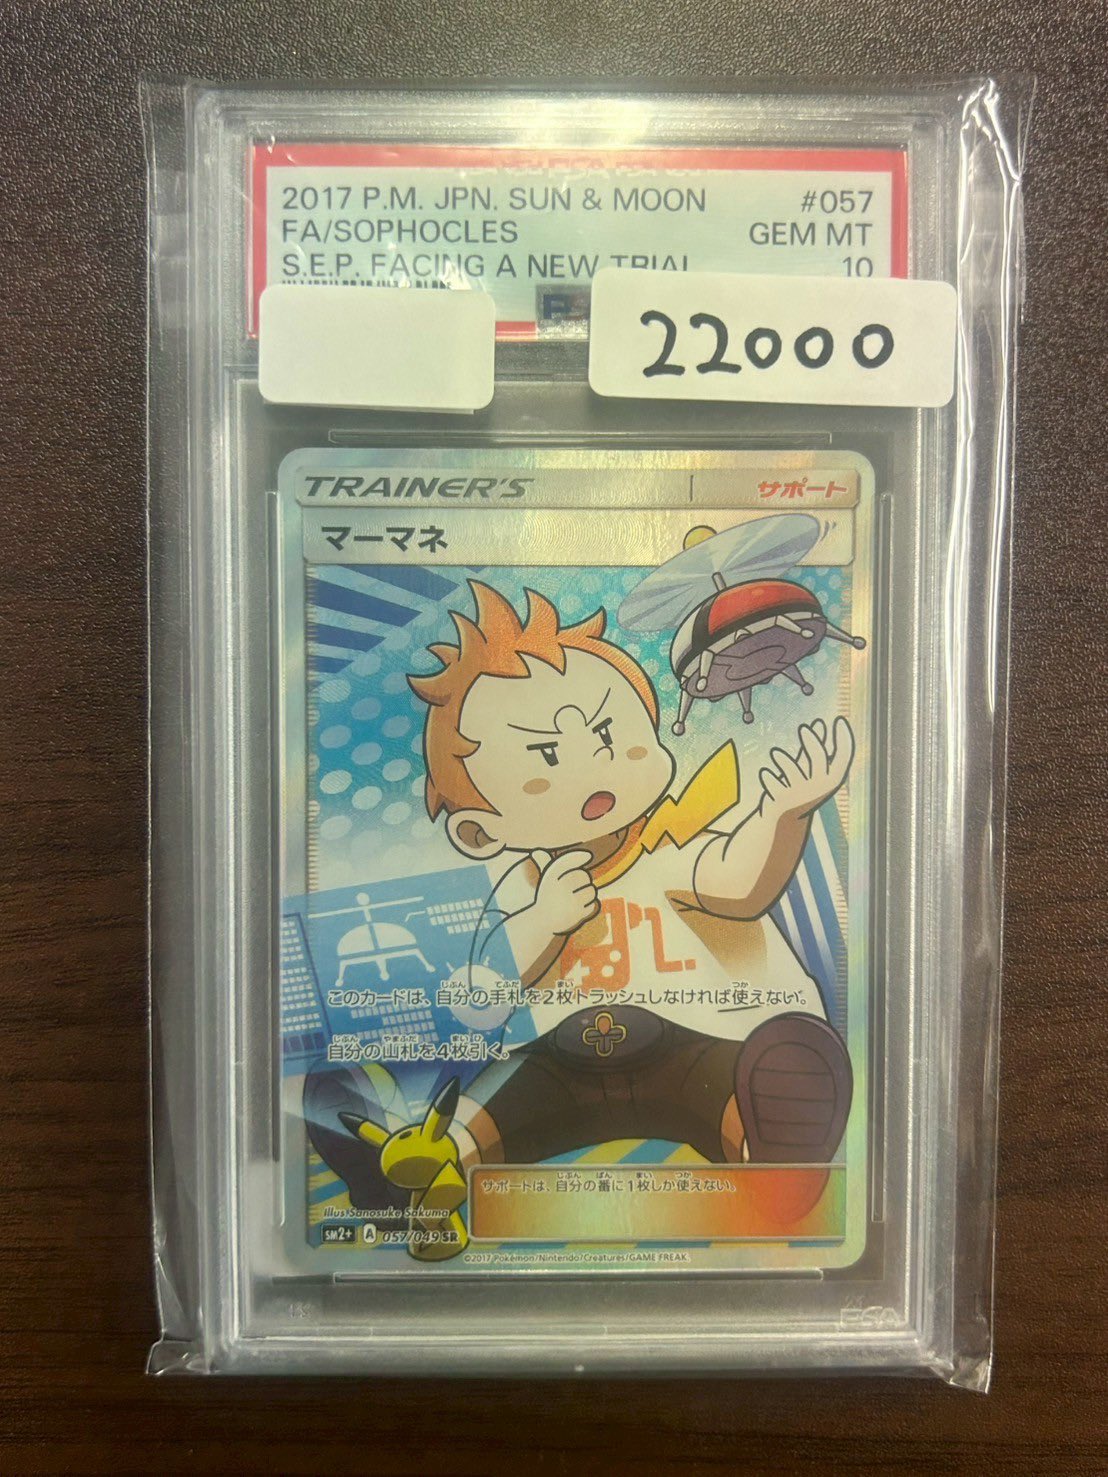 2017 P.M. JPN. SUN & MOON #057
FA/SOPHOCLES GEM MT
S.E.P. FACING A NEW TRIAL 10
22000
TRAINER'S サポート
マーマネ
このカードは、自分の手札を2枚トラッシュしなければ使えない。
自分の山札を4枚引く。
サポートは、自分の番に1枚しか使えない。
Illus. Sanosuke Sakuma
SM2+ A 057/049 SR
©2017 Pokémon/Nintendo/Creatures/GAME FREAK.
PSA